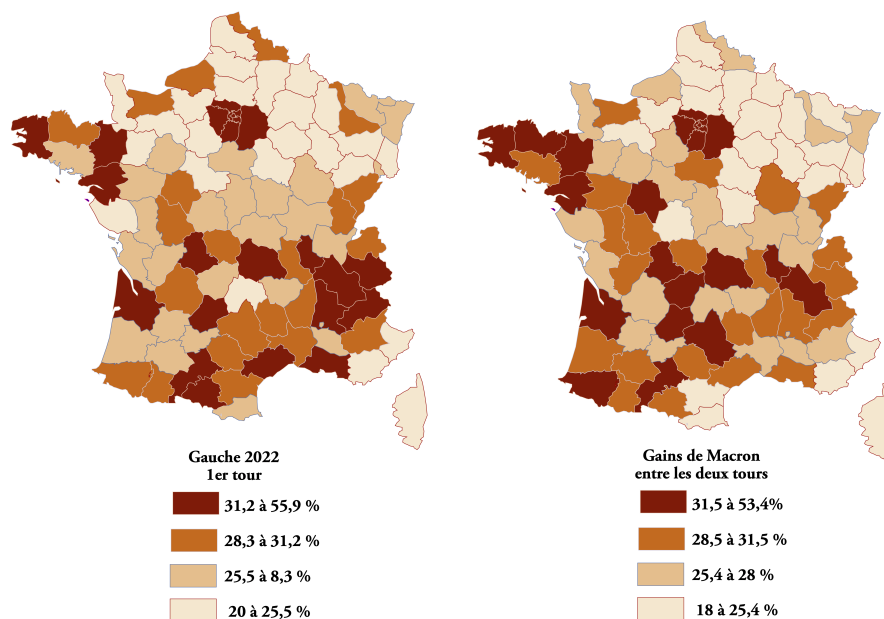 Gauche 2022
1er tour
31,2 à 55,9 %
28,3 à 31,2 %
25,5 à 8,3 %
20 à 25,5 %
Gains de Macron
entre les deux tours
31,5 à 53,4%
28,5 à 31,5 %
25,4 à 28 %
18 à 25,4 %